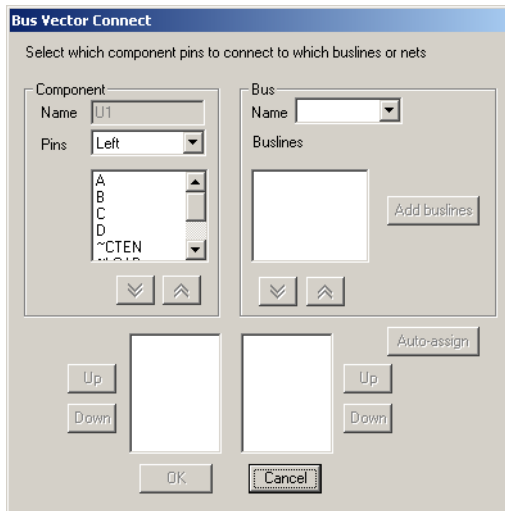 Bus Vector Connect
Select which component pins to connect to which buslines or nets
Component
Name U1
Pins Left
A
B
C
D
~CTEN
Bus
Name
Buslines
Add buslines
Auto-assign
Up
Down
Up
Down
OK
Cancel